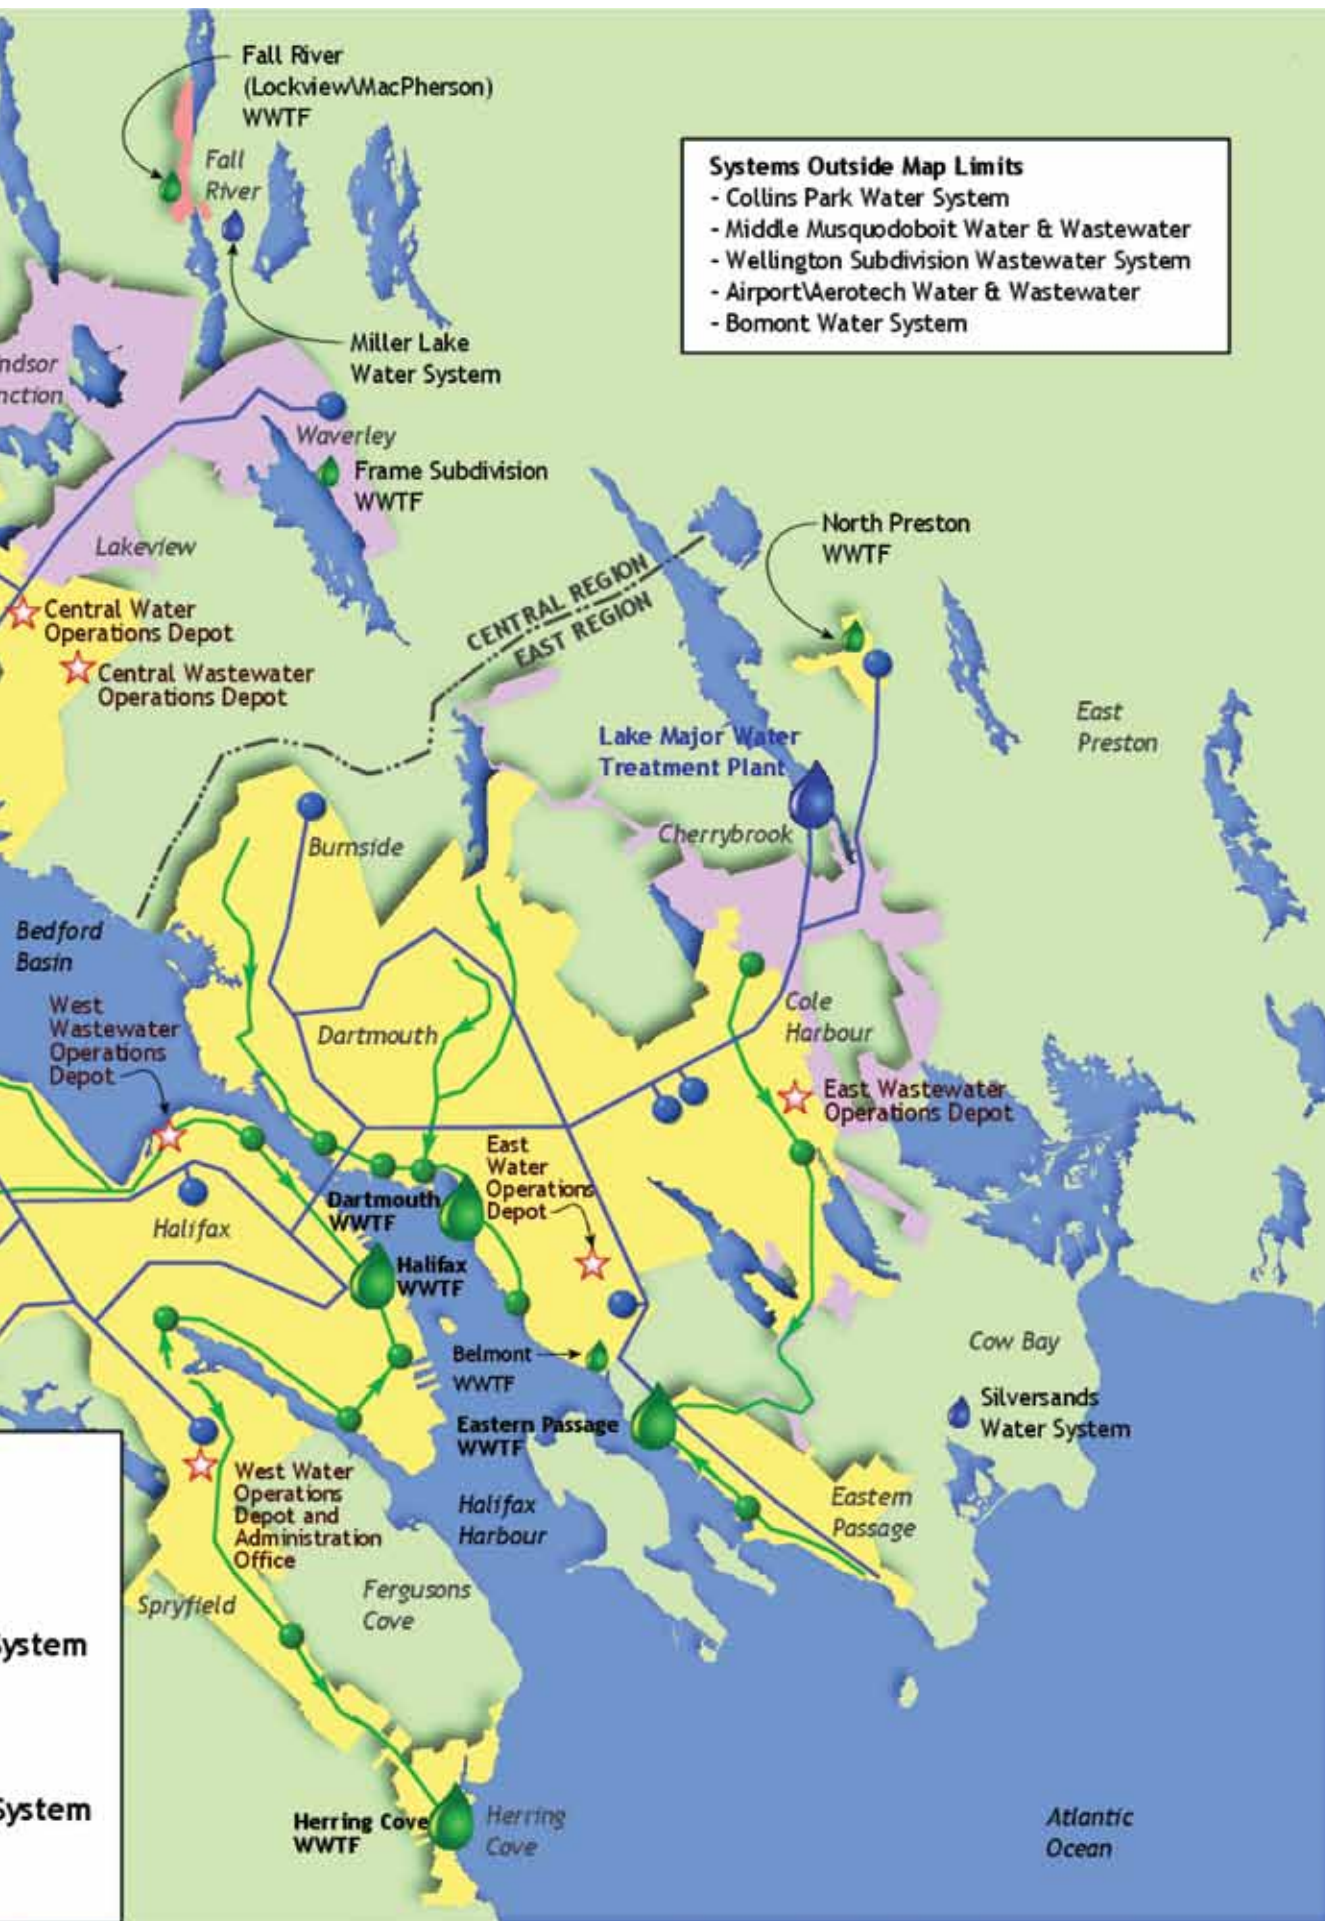 Fall River
(Lockview\MacPherson)
WWTF
Fall
River
Systems Outside Map Limits
- Collins Park Water System
- Middle Musquodoboit Water & Wastewater
- Wellington Subdivision Wastewater System
- Airport\Aerotech Water & Wastewater
- Bomont Water System
Miller Lake
Water System
ndsor
nction
Waverley
Frame Subdivision
WWTF
North Preston
WWTF
Lakeview
CENTRAL REGION
EAST REGION
Central Water
Operations Depot
Central Wastewater
Operations Depot
East
Preston
Lake Major Water
Treatment Plant
Cherrybrook
Burnside
Bedford
Basin
West
Wastewater
Operations
Depot
Dartmouth
Cole
Harbour
East Wastewater
Operations Depot
East
Water
Operations
Depot
Dartmouth
WWTF
Halifax
Halifax
WWTF
Belmont
WWTF
Cow Bay
Silversands
Water System
Eastern Passage
WWTF
West Water
Operations
Depot and
Administration
Office
Halifax
Harbour
Eastern
Passage
Spryfield
Fergusons
Cove
System
System
Herring Cove
WWTF
Herring
Cove
Atlantic
Ocean